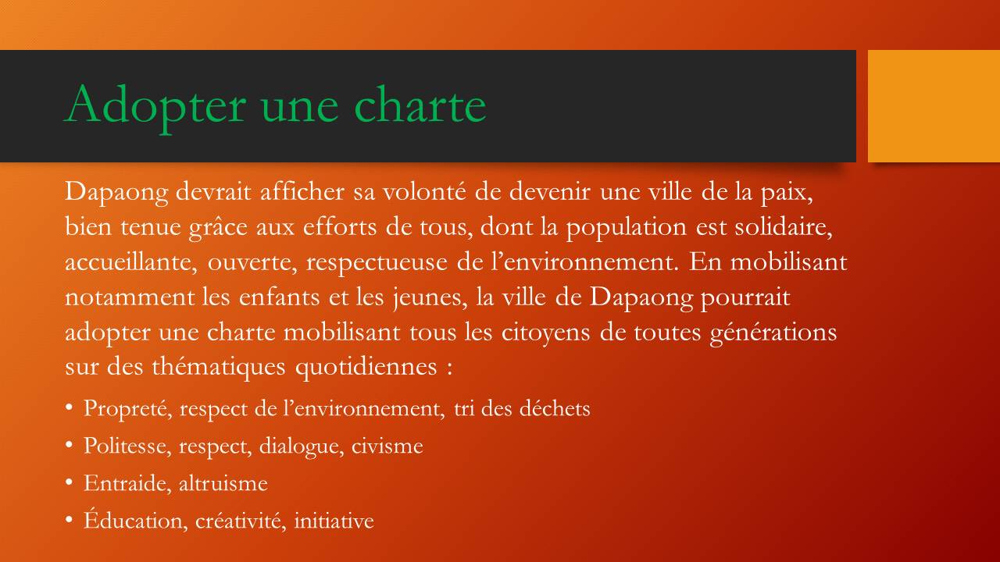 Adopter une charte
Dapaong devrait afficher sa volonté de devenir une ville de la paix,
bien tenue grâce aux efforts de tous, dont la population est solidaire,
accueillante, ouverte, respectueuse de l’environnement. En mobilisant
notamment les enfants et les jeunes, la ville de Dapaong pourrait
adopter une charte mobilisant tous les citoyens de toutes générations
sur des thématiques quotidiennes :
• Propreté, respect de l’environnement, tri des déchets
• Politesse, respect, dialogue, civisme
• Entraide, altruisme
• Éducation, créativité, initiative